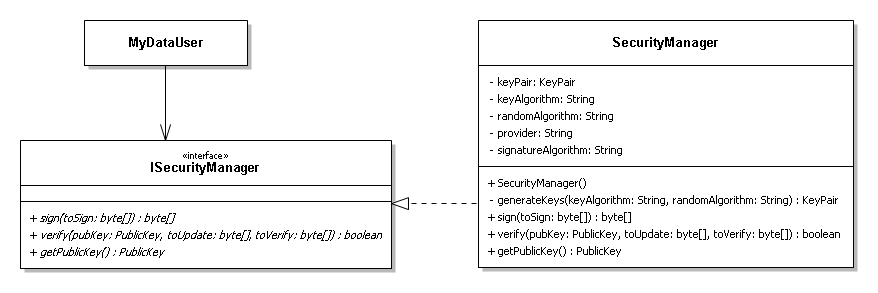 MyDataUser
«interface»
ISecurityManager
+ sign(toSign: byte[]) : byte[]
+ verify(pubKey: PublicKey, toUpdate: byte[], toVerify: byte[]) : boolean
+ getPublicKey() : PublicKey
SecurityManager
- keyPair: KeyPair
- keyAlgorithm: String
- randomAlgorithm: String
- provider: String
- signatureAlgorithm: String
+ SecurityManager()
- generateKeys(keyAlgorithm: String, randomAlgorithm: String) : KeyPair
+ sign(toSign: byte[]) : byte[]
+ verify(pubKey: PublicKey, toUpdate: byte[], toVerify: byte[]) : boolean
+ getPublicKey() : PublicKey